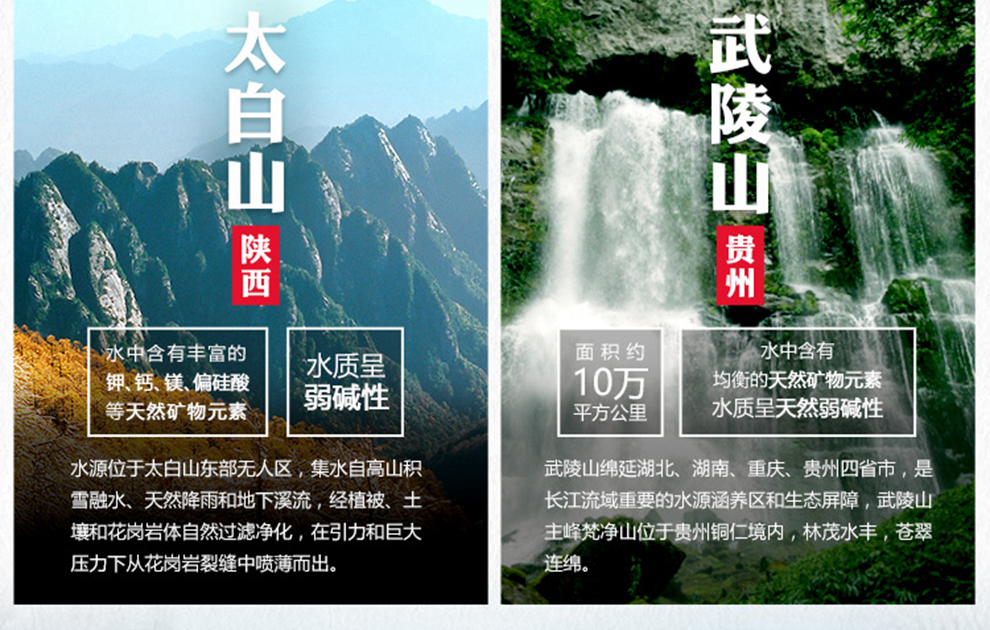 太白山
陕西
水中含有丰富的
钾、钙、镁、偏硅酸
等天然矿物元素
水质呈
弱碱性
水源位于太白山东部无人区，集水自高山积
雪融水、天然降雨和地下溪流，经植被、土
壤和花岗岩体自然过滤净化，在引力和巨大
压力下从花岗岩裂缝中喷薄而出。
武陵山
贵州
面积约
10万
平方公里
水中含有
均衡的天然矿物元素
水质呈天然弱碱性
武陵山绵延湖北、湖南、重庆、贵州四省市，是
长江流域重要的水源涵养区和生态屏障，武陵山
主峰梵净山位于贵州铜仁境内，林茂水丰，苍翠
连绵。